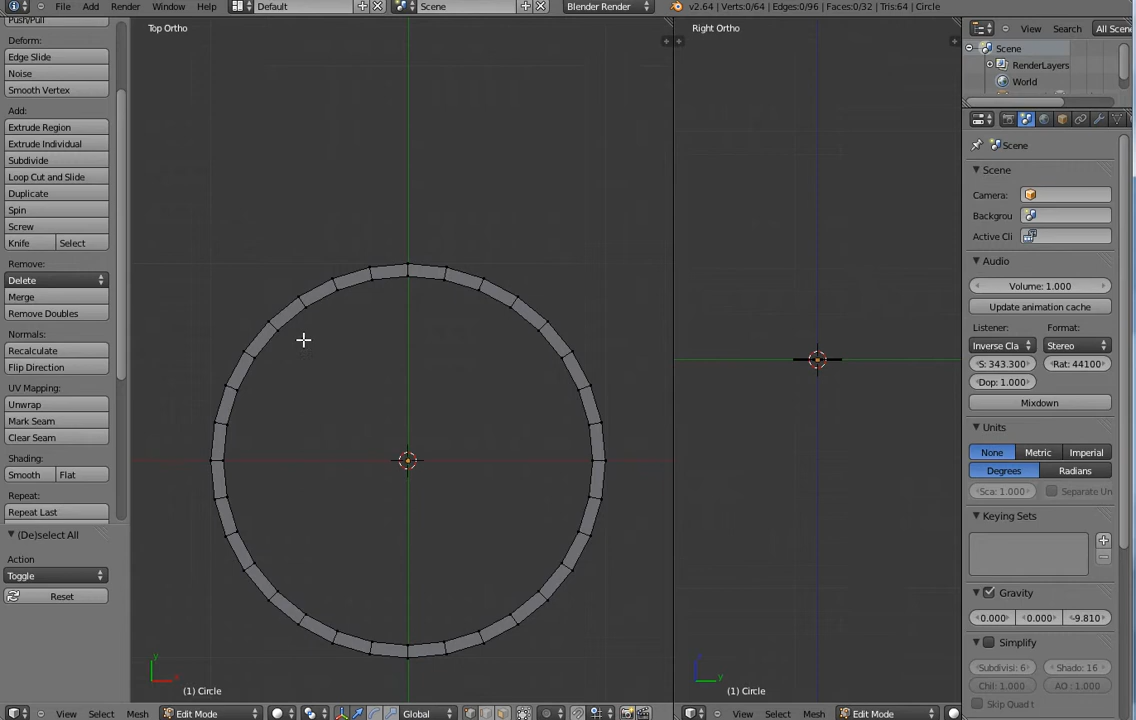 File Add Render Window Help Default Scene Blender Render v2.64 | Verts:0/64 | Edges:0/96 | Faces:0/32 | Tris:64 | Circle
Push/Pull
Deform:
Edge Slide
Noise
Smooth Vertex
Add:
Extrude Region
Extrude Individual
Subdivide
Loop Cut and Slide
Duplicate
Spin
Screw
Knife Select
Remove:
Delete
Merge
Remove Doubles
Normals:
Recalculate
Flip Direction
UV Mapping:
Unwrap
Mark Seam
Clear Seam
Shading:
Smooth Flat
Repeat:
Repeat Last
(De)select All
Action
Toggle
Reset
Top Ortho
y
x
(1) Circle
View Select Mesh Edit Mode Global
Right Ortho
z
y
(1) Circle
View Select Mesh Edit Mode
View Search All Scen
Scene
RenderLayers
World
Scene
Scene
Camera:
Backgrou
Active Cli
Audio
Volume: 1.000
Update animation cache
Listener: Format:
Inverse Cla Stereo
S: 343.300 Rat: 44100
Dop: 1.000
Mixdown
Units
None Metric Imperial
Degrees Radians
Sca: 1.000 Separate Un
Keying Sets
Gravity
0.000 0.000 -9.810
Simplify
Subdivisi: 6 Shado: 16
Chil: 1.000 AO : 1.000
Skip Quad t